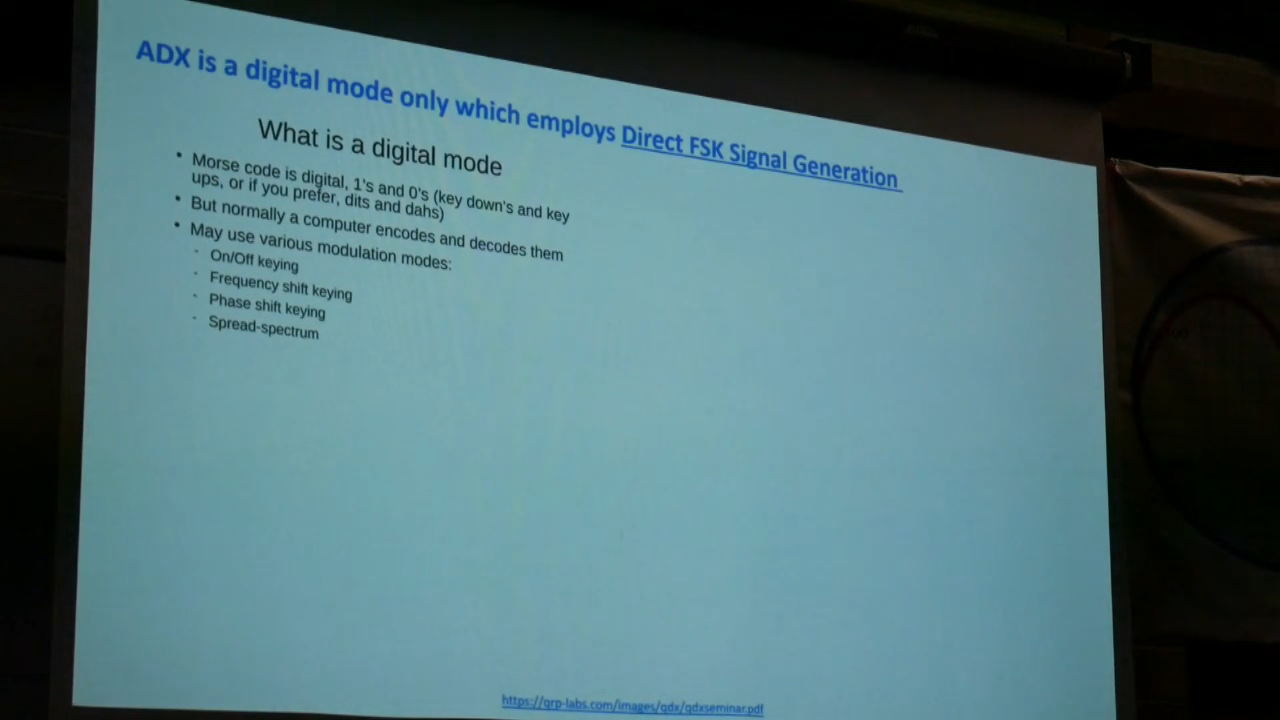 ADX is a digital mode only which employs Direct FSK Signal Generation
What is a digital mode
• Morse code is digital, 1's and 0's (key down's and key
ups, or if you prefer, dits and dahs)
• But normally a computer encodes and decodes them
• May use various modulation modes:
- On/Off keying
- Frequency shift keying
- Phase shift keying
- Spread-spectrum
https://qrp-labs.com/images/qdx/qdxseminar.pdf